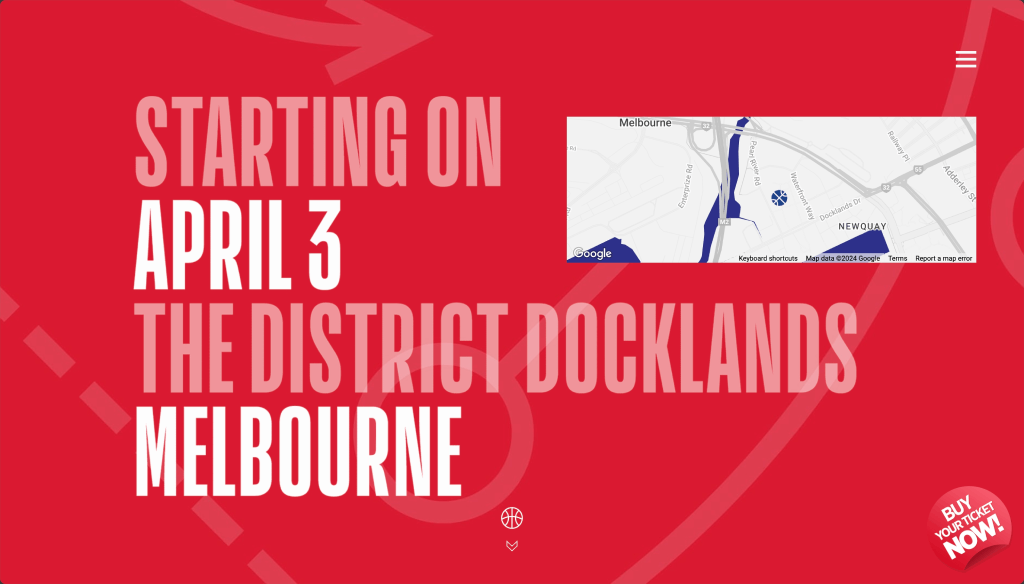 STARTING ON
APRIL 3
THE DISTRICT DOCKLANDS
MELBOURNE
Melbourne
32
Enterprize Rd
Pearl River Rd
Waterfront Way
Docklands Dr
Railway Pl
Adderley St
32
55
M2
NEWQUAY
Google
Keyboard shortcuts
Map data ©2024 Google
Terms
Report a map error
BUY
YOUR TICKET
NOW!